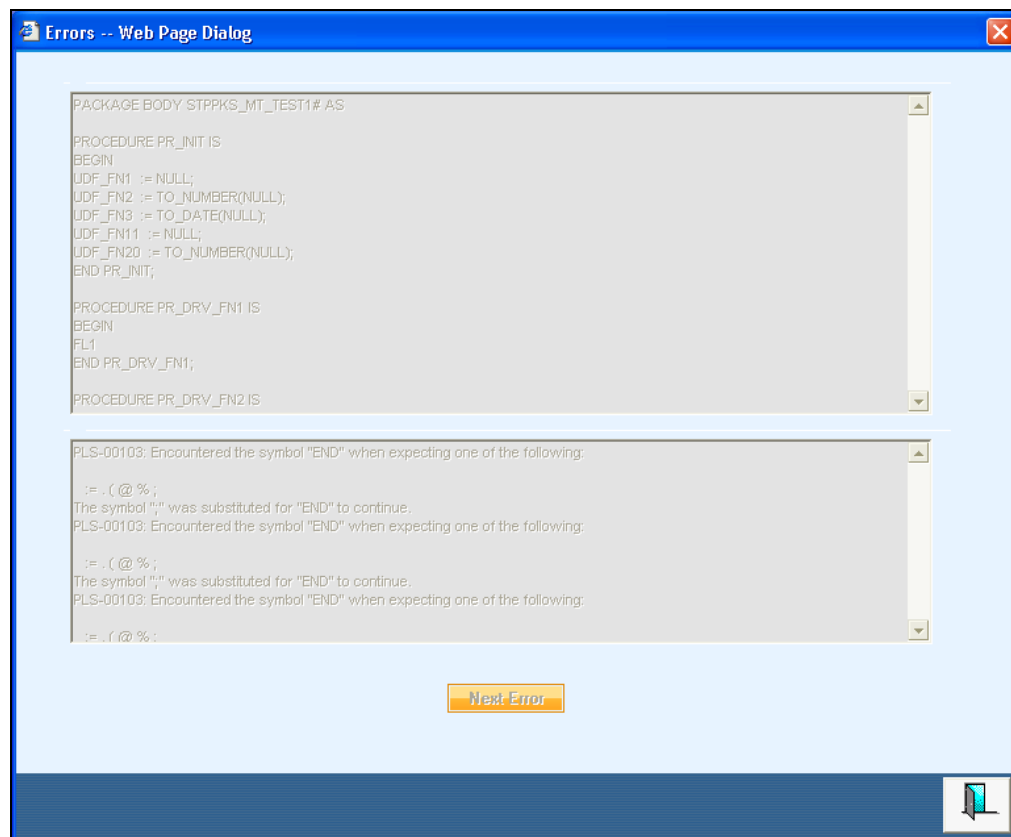 Errors -- Web Page Dialog
PACKAGE BODY STPPKS_MT_TEST1# AS
PROCEDURE PR_INIT IS
BEGIN
UDF_FN1 := NULL;
UDF_FN2 := TO_NUMBER(NULL);
UDF_FN3 := TO_DATE(NULL);
UDF_FN11 := NULL;
UDF_FN20 := TO_NUMBER(NULL);
END PR_INIT;
PROCEDURE PR_DRV_FN1 IS
BEGIN
FL1
END PR_DRV_FN1;
PROCEDURE PR_DRV_FN2 IS
PLS-00103: Encountered the symbol "END" when expecting one of the following:
:= . ( @ % ;
The symbol ";" was substituted for "END" to continue.
PLS-00103: Encountered the symbol "END" when expecting one of the following:
:= . ( @ % ;
The symbol ";" was substituted for "END" to continue.
PLS-00103: Encountered the symbol "END" when expecting one of the following:
:= . ( @ % ;
Next Error